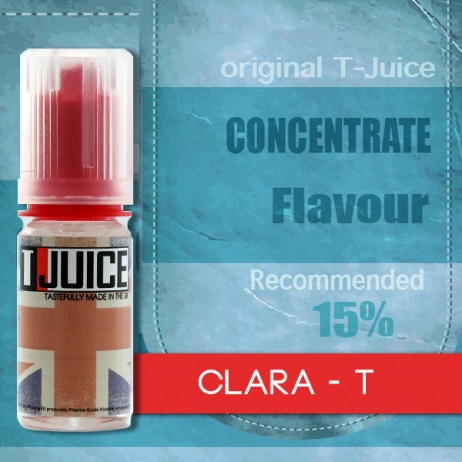 original T-Juice
CONCENTRATE
Flavour
Recommended
15%
CLARA - T
T JUICE
TASTEFULLY MADE IN THE UK